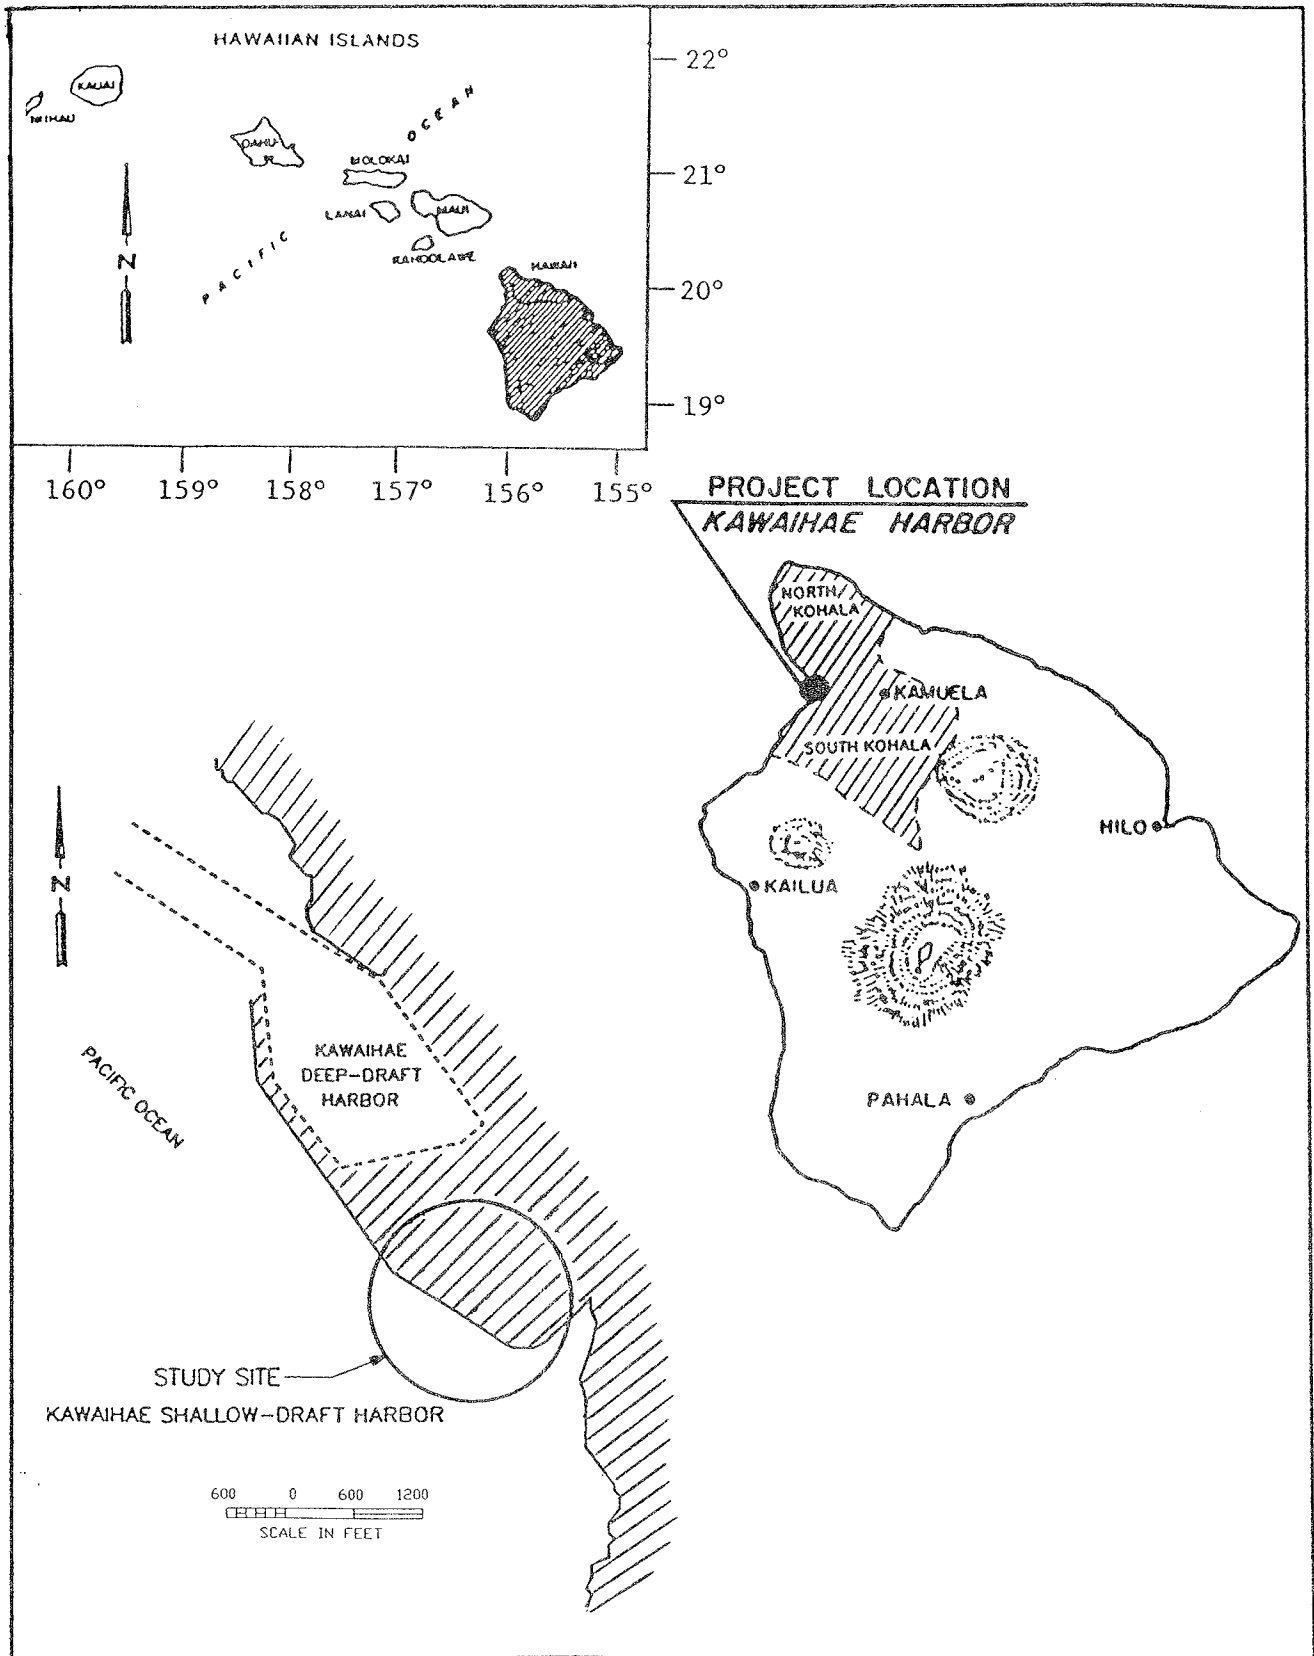 HAWAIIAN ISLANDS
KAUAI
NIIHAU
OAHU
MOLOKAI
LANAI
MAUI
KAHOOLAWE
HAWAII
PACIFIC OCEAN
N
22°
21°
20°
19°
160° 159° 158° 157° 156° 155°
PROJECT LOCATION
KAWAIHAE HARBOR
NORTH
KOHALA
KAMUELA
SOUTH KOHALA
HILO
KAILUA
PAHALA
N
KAWAIHAE
DEEP-DRAFT
HARBOR
PACIFIC OCEAN
STUDY SITE
KAWAIHAE SHALLOW-DRAFT HARBOR
600 0 600 1200
SCALE IN FEET